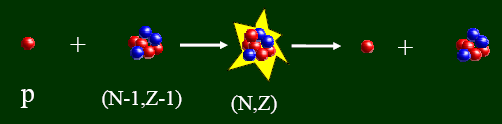 + +
p (N-1,Z-1) (N,Z)